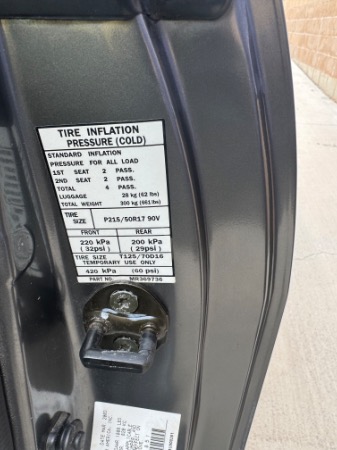 TIRE INFLATION
PRESSURE (COLD)
STANDARD INFLATION
PRESSURE FOR ALL LOAD
1ST SEAT 2 PASS.
2ND SEAT 2 PASS.
TOTAL 4 PASS.
LUGGAGE 28 kg (62 lbs)
TOTAL WEIGHT 300 kg (661 lbs)
TIRE SIZE P215/50R17 90V
FRONT REAR
220 kPa 200 kPa
(32psi) (29psi)
TIRE SIZE T125/70D16
TEMPORARY USE ONLY
420 kPa (60 psi)
PART NO. MR369736